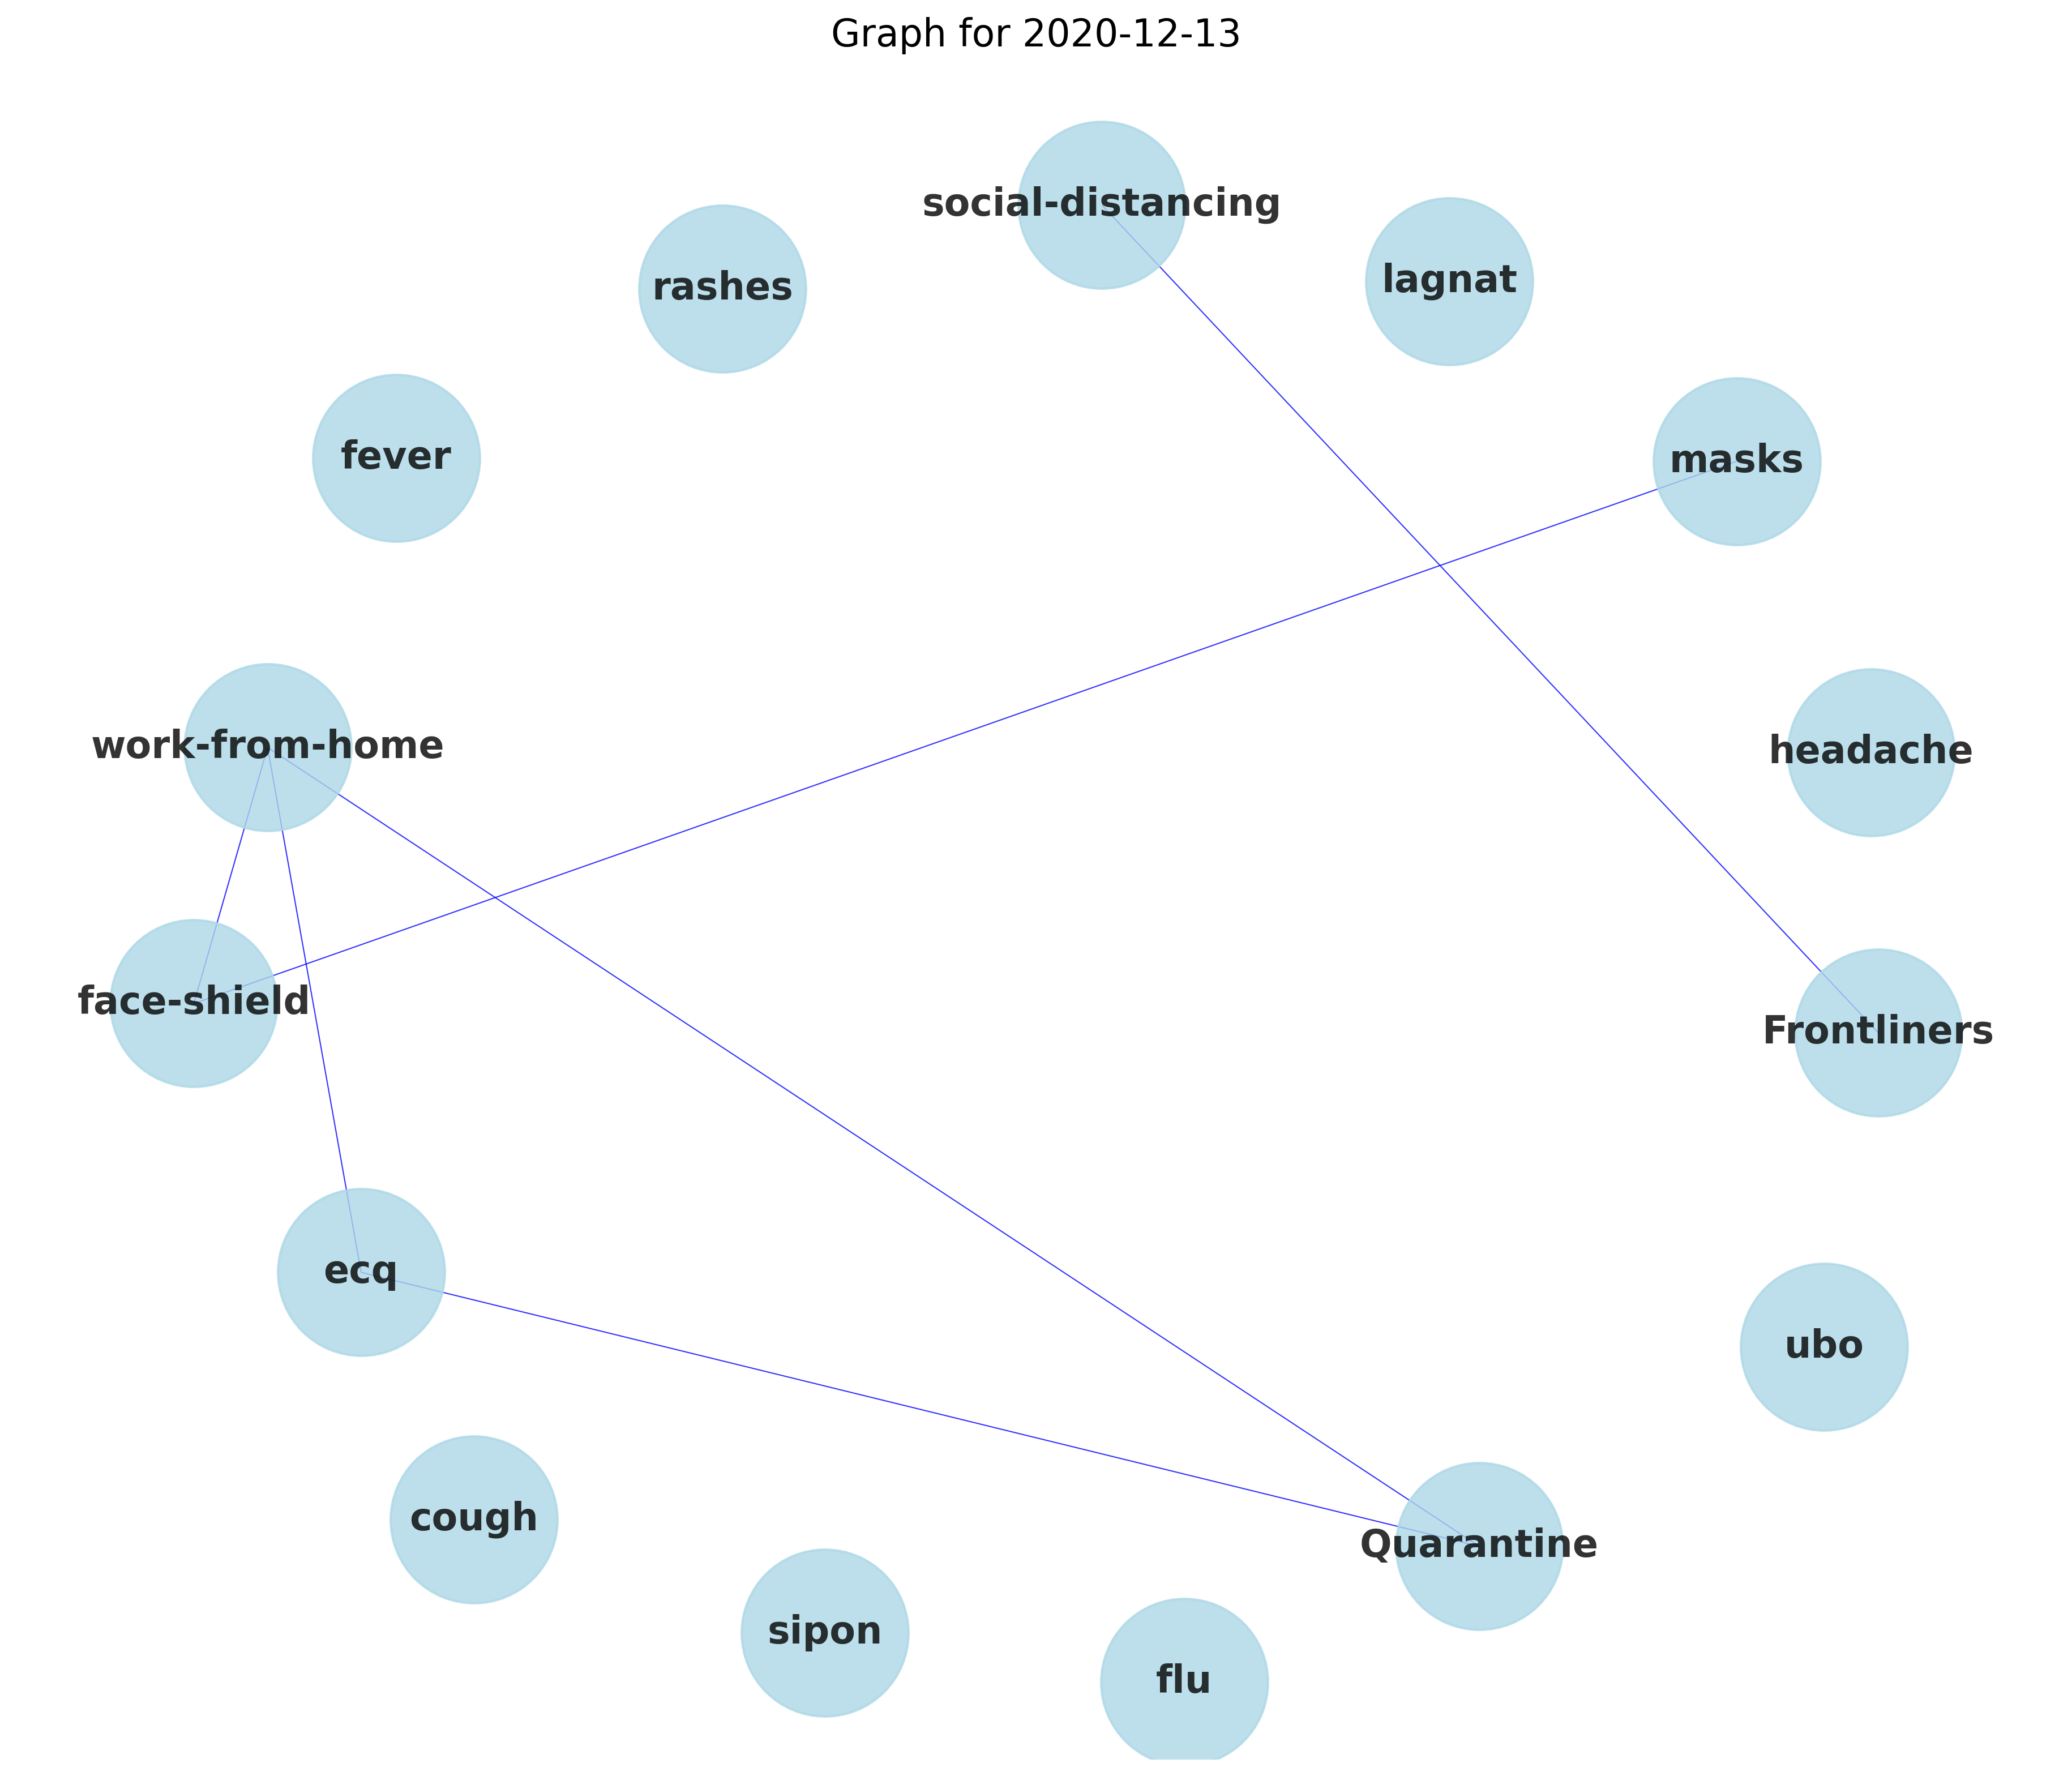 Graph for 2020-12-13
social-distancing
lagnat
rashes
fever
masks
work-from-home
headache
face-shield
Frontliners
ecq
ubo
cough
Quarantine
sipon
flu